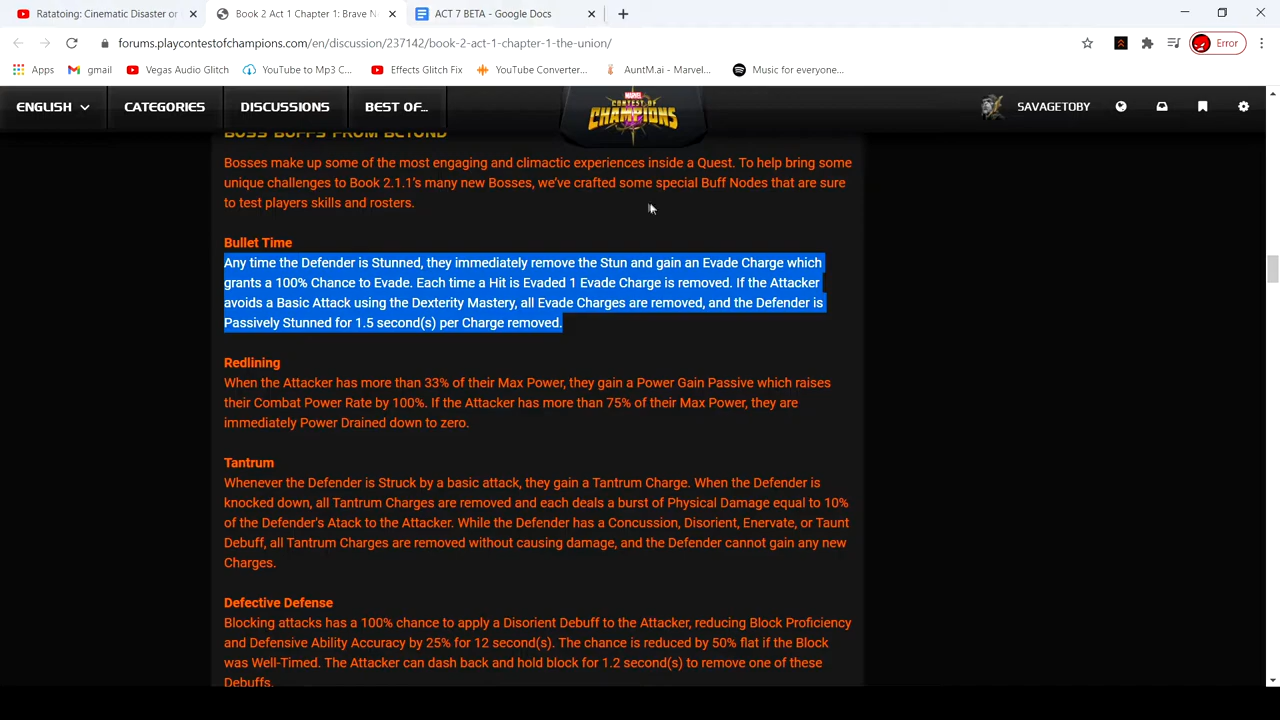 Ratatoing: Cinematic Disaster or
Book 2 Act 1 Chapter 1: Brave N
ACT 7 BETA - Google Docs
forums.playcontestofchampions.com/en/discussion/237142/book-2-act-1-chapter-1-the-union/
Error
Apps
gmail
Vegas Audio Glitch
YouTube to Mp3 C...
Effects Glitch Fix
YouTube Converter...
AuntM.ai - Marvel...
Music for everyone...
ENGLISH
CATEGORIES
DISCUSSIONS
BEST OF...
MARVEL
CONTEST OF
CHAMPIONS
SAVAGETOBY
BOSS BUFFS FROM BEYOND
Bosses make up some of the most engaging and climactic experiences inside a Quest. To help bring some
unique challenges to Book 2.1.1's many new Bosses, we've crafted some special Buff Nodes that are sure
to test players skills and rosters.
Bullet Time
Any time the Defender is Stunned, they immediately remove the Stun and gain an Evade Charge which
grants a 100% Chance to Evade. Each time a Hit is Evaded 1 Evade Charge is removed. If the Attacker
avoids a Basic Attack using the Dexterity Mastery, all Evade Charges are removed, and the Defender is
Passively Stunned for 1.5 second(s) per Charge removed.
Redlining
When the Attacker has more than 33% of their Max Power, they gain a Power Gain Passive which raises
their Combat Power Rate by 100%. If the Attacker has more than 75% of their Max Power, they are
immediately Power Drained down to zero.
Tantrum
Whenever the Defender is Struck by a basic attack, they gain a Tantrum Charge. When the Defender is
knocked down, all Tantrum Charges are removed and each deals a burst of Physical Damage equal to 10%
of the Defender's Atack to the Attacker. While the Defender has a Concussion, Disorient, Enervate, or Taunt
Debuff, all Tantrum Charges are removed without causing damage, and the Defender cannot gain any new
Charges.
Defective Defense
Blocking attacks has a 100% chance to apply a Disorient Debuff to the Attacker, reducing Block Proficiency
and Defensive Ability Accuracy by 25% for 12 second(s). The chance is reduced by 50% flat if the Block
was Well-Timed. The Attacker can dash back and hold block for 1.2 second(s) to remove one of these
Debuffs.